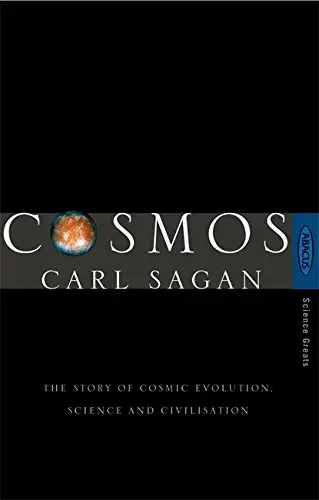 COSMOS
CARL SAGAN
ABACUS
Science Greats
THE STORY OF COSMIC EVOLUTION,
SCIENCE AND CIVILISATION